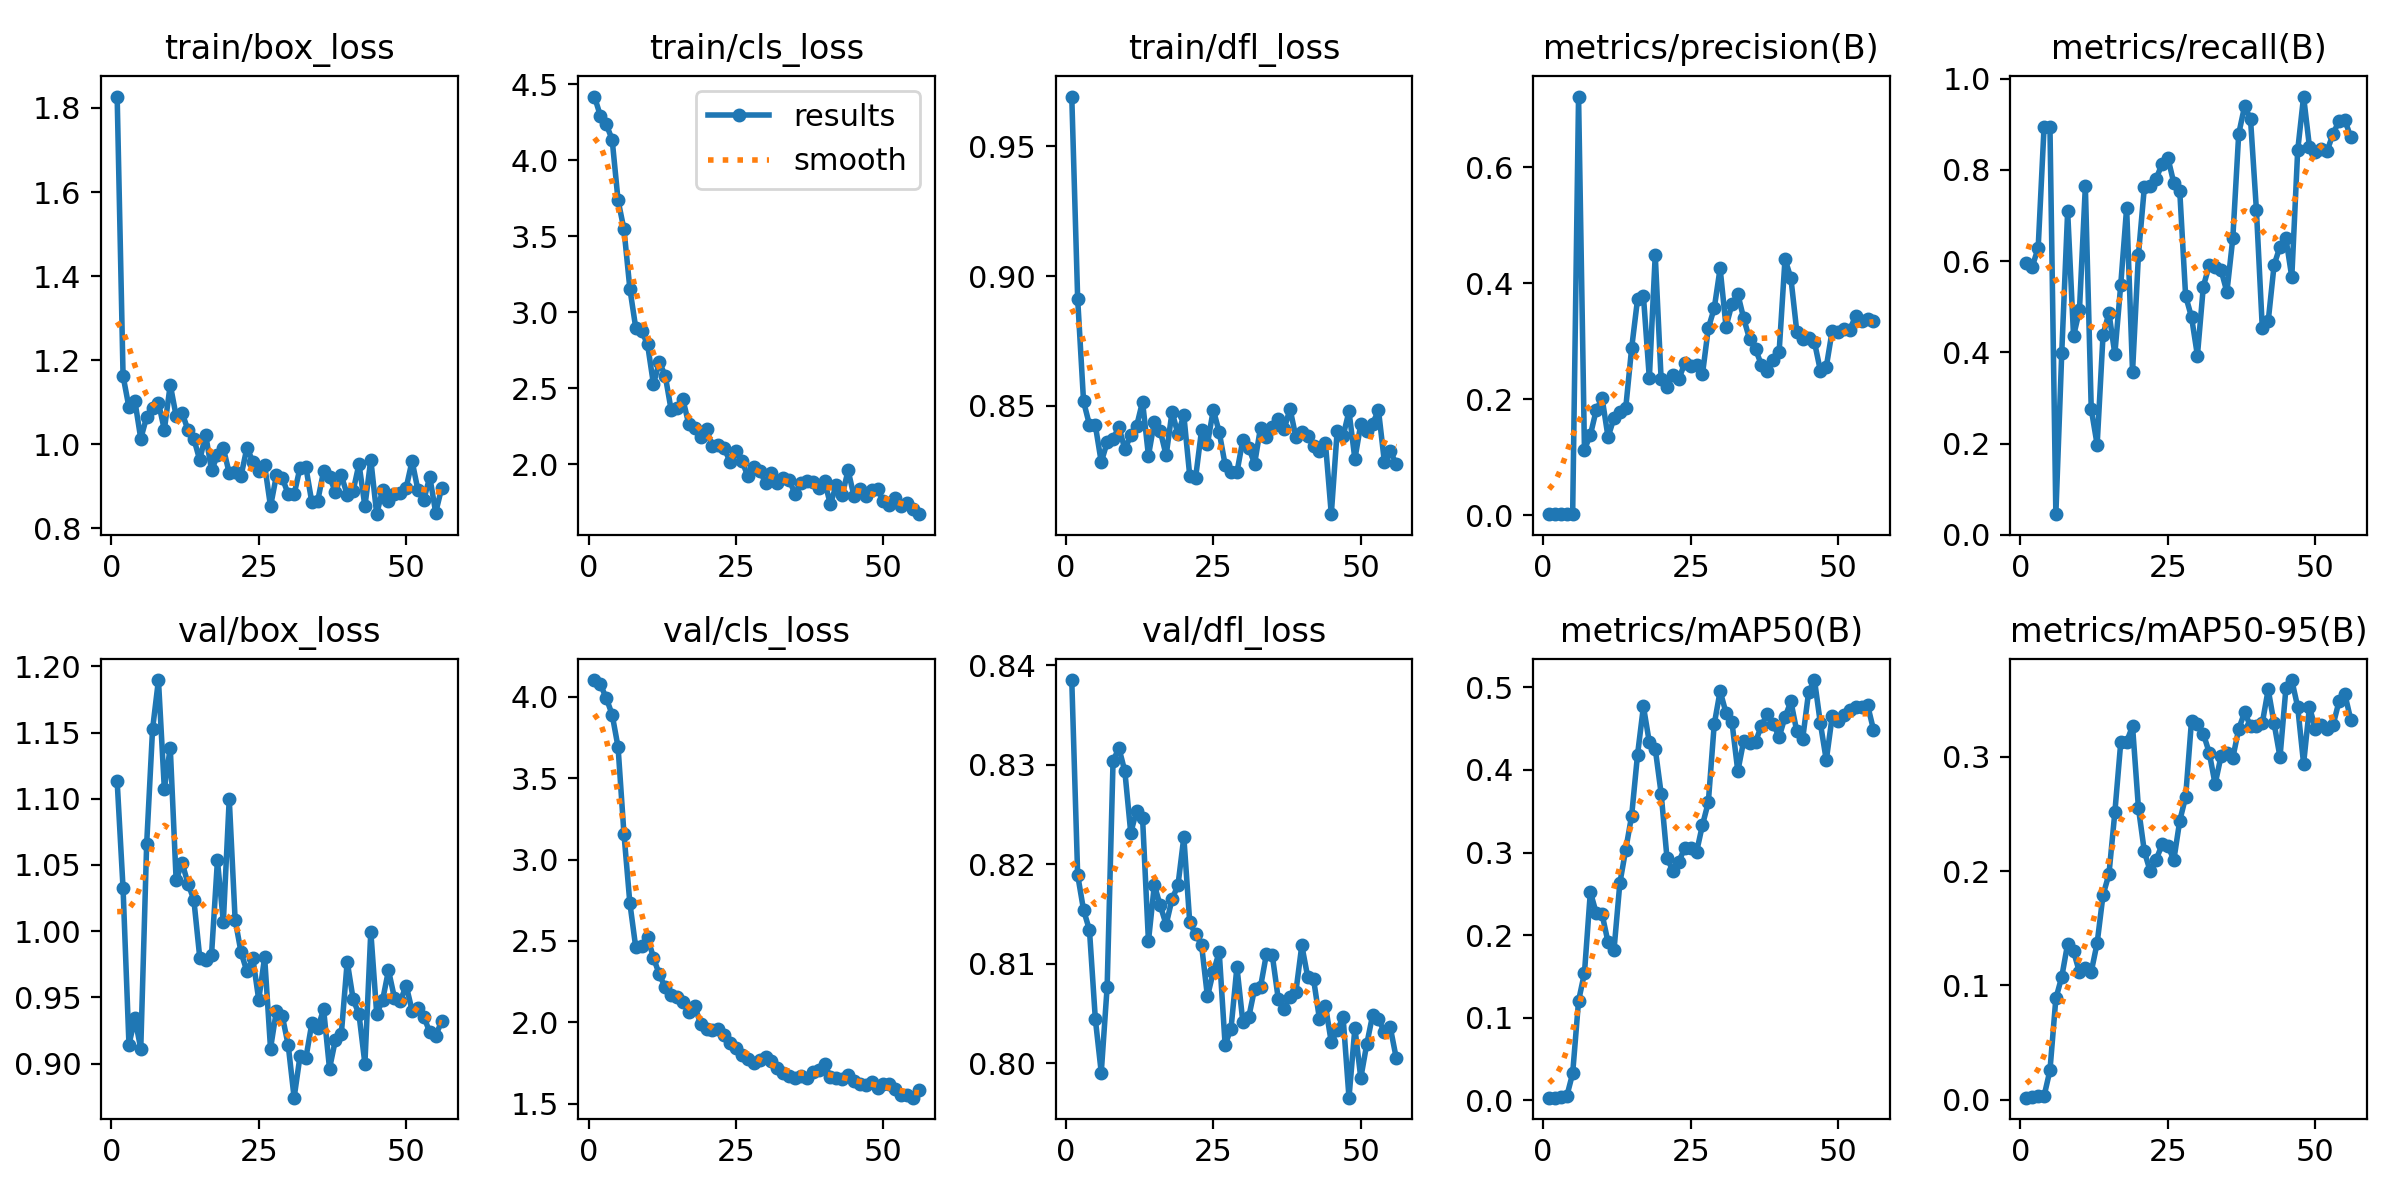 train/box_loss
1.8
1.6
1.4
1.2
1.0
0.8
0 25 50
train/cls_loss
results
smooth
4.5
4.0
3.5
3.0
2.5
2.0
0 25 50
train/dfl_loss
0.95
0.90
0.85
0 25 50
metrics/precision(B)
0.6
0.4
0.2
0.0
0 25 50
metrics/recall(B)
1.0
0.8
0.6
0.4
0.2
0.0
0 25 50
val/box_loss
1.20
1.15
1.10
1.05
1.00
0.95
0.90
0 25 50
val/cls_loss
4.0
3.5
3.0
2.5
2.0
1.5
0 25 50
val/dfl_loss
0.84
0.83
0.82
0.81
0.80
0 25 50
metrics/mAP50(B)
0.5
0.4
0.3
0.2
0.1
0.0
0 25 50
metrics/mAP50-95(B)
0.3
0.2
0.1
0.0
0 25 50